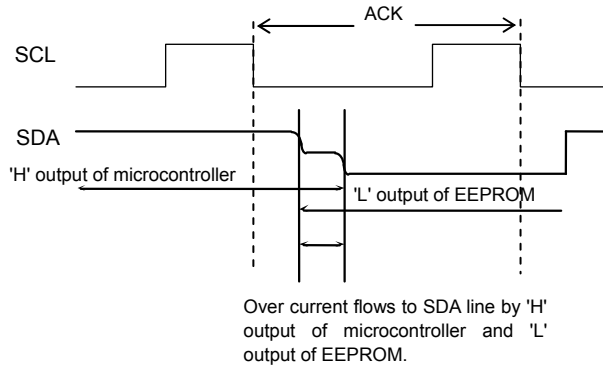 ACK
SCL
SDA
'H' output of microcontroller
'L' output of EEPROM
Over current flows to SDA line by 'H'
output of microcontroller and 'L'
output of EEPROM.